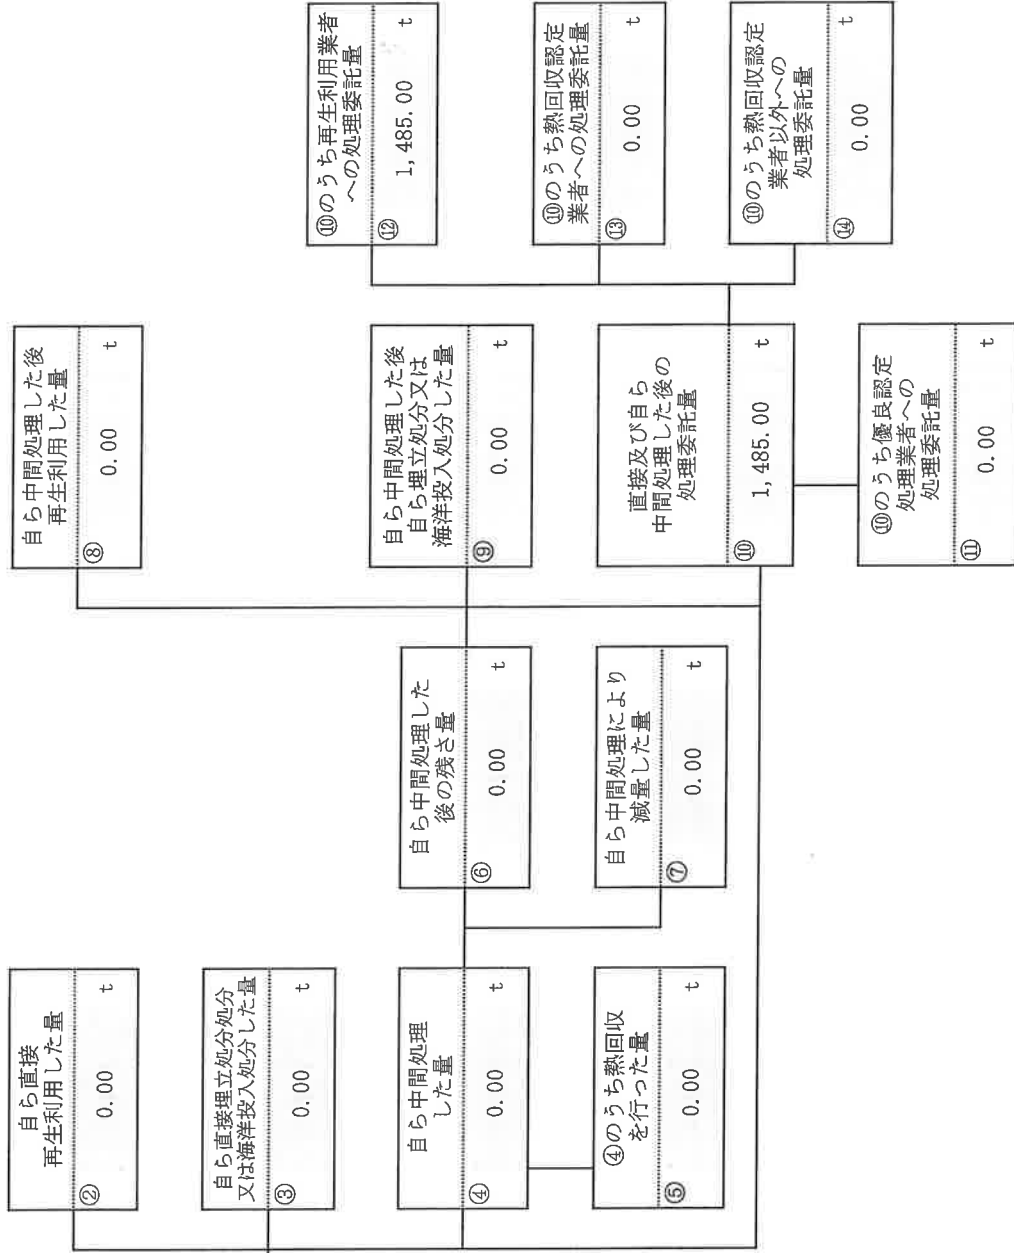 自ら直接
再生利用した量
② 0.00 t
自ら直接埋立処分処分
又は海洋投入処分した量
③ 0.00 t
自ら中間処理
した量
④ 0.00 t
④のうち熱回収
を行った量
⑤ 0.00 t
自ら中間処理した
後の残さ量
⑥ 0.00 t
自ら中間処理により
減量した量
⑦ 0.00 t
自ら中間処理した後
再生利用した量
⑧ 0.00 t
自ら中間処理した後
自ら埋立処分又は
海洋投入処分した量
⑨ 0.00 t
直接及び自ら
中間処理した後の
処理委託量
⑩ 1,485.00 t
⑩のうち優良認定
処理業者への
処理委託量
⑪ 0.00 t
⑩のうち再生利用業者
への処理委託量
⑫ 1,485.00 t
⑩のうち熱回収認定
業者への処理委託量
⑬ 0.00 t
⑩のうち熱回収認定
業者以外への
処理委託量
⑭ 0.00 t